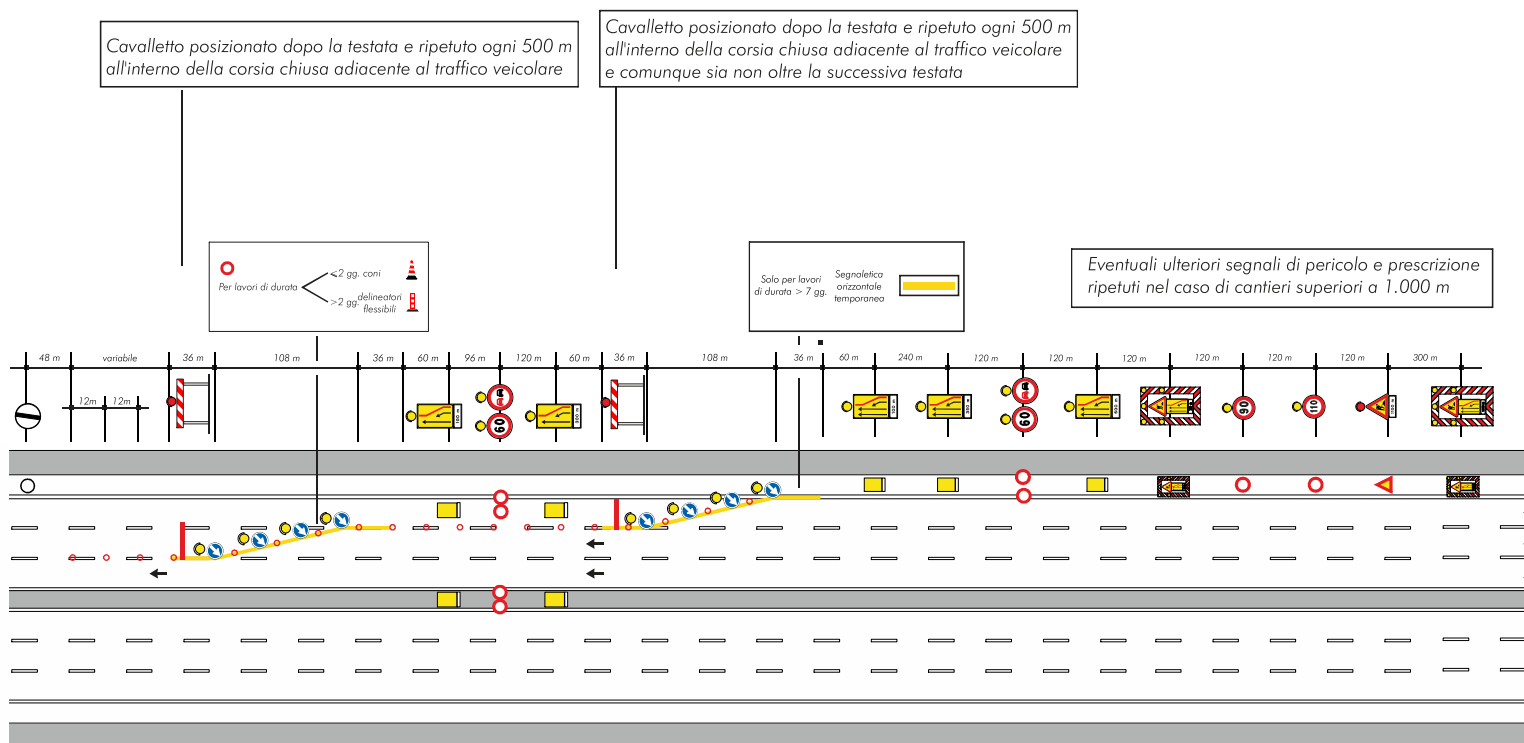 Cavalletto posizionato dopo la testata e ripetuto ogni 500 m
all'interno della corsia chiusa adiacente al traffico veicolare
Cavalletto posizionato dopo la testata e ripetuto ogni 500 m
all'interno della corsia chiusa adiacente al traffico veicolare
e comunque sia non oltre la successiva testata
Per lavori di durata
<2 gg. coni
>2 gg. delineatori
flessibili
Solo per lavori
di durata > 7 gg.
Segnaletica
orizzontale
temporanea
Eventuali ulteriori segnali di pericolo e prescrizione
ripetuti nel caso di cantieri superiori a 1.000 m
48 m variabile 36 m 108 m 36 m 60 m 96 m 120 m 60 m 36 m 108 m 36 m 60 m 240 m 120 m 120 m 120 m 120 m 120 m 120 m 300 m
12m 12m
60
60
90
110